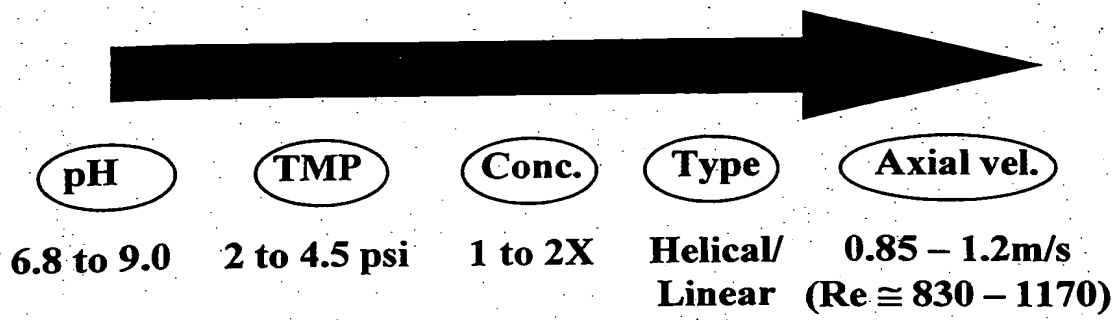 pH TMP Conc. Type Axial vel.
6.8 to 9.0 2 to 4.5 psi 1 to 2X Helical/ 0.85 – 1.2m/s
Linear (Re ≅ 830 – 1170)